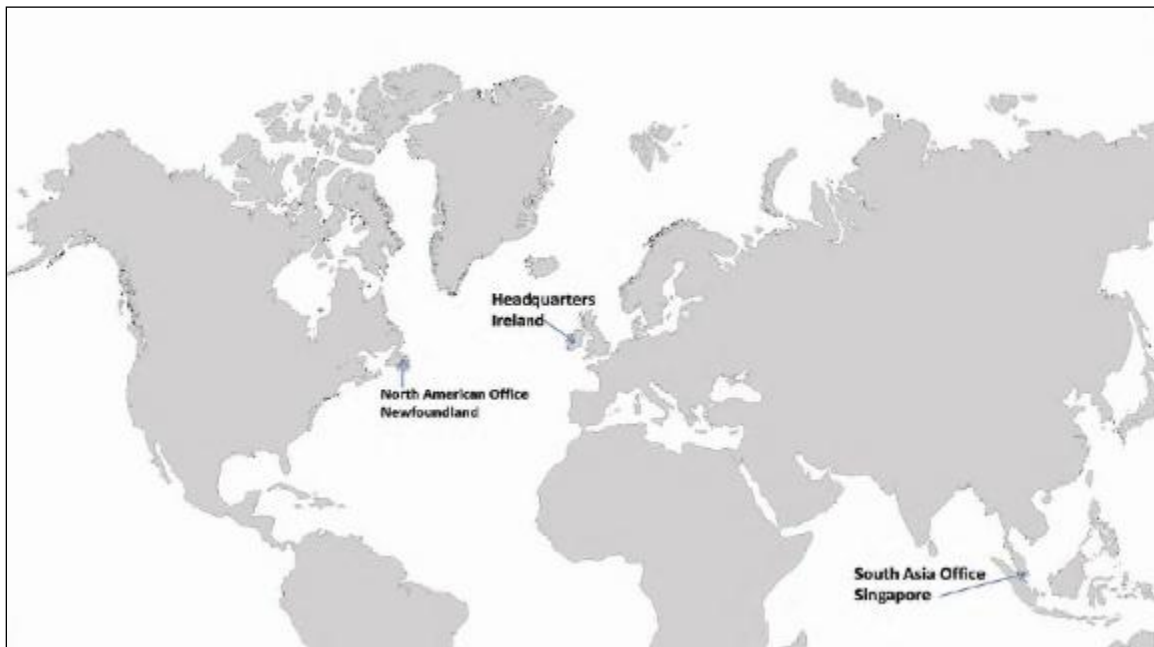 Headquarters
Ireland
North American Office
Newfoundland
South Asia Office
Singapore